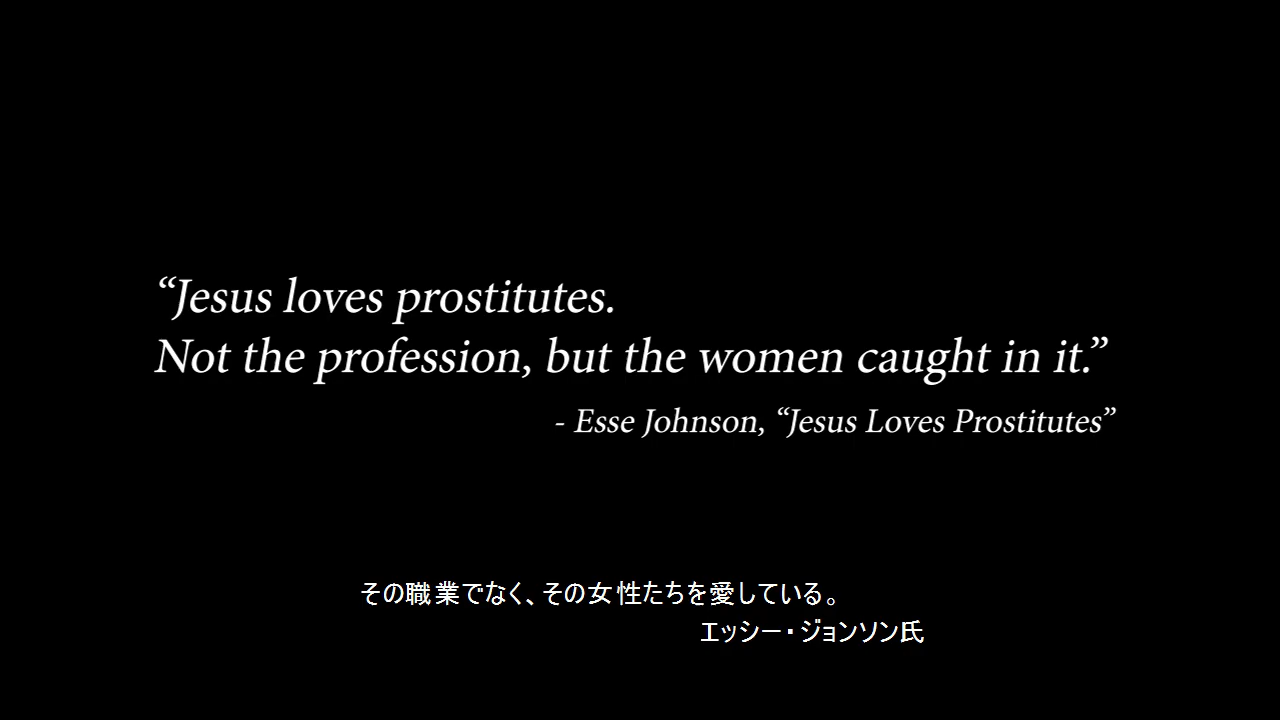 “Jesus loves prostitutes.
Not the profession, but the women caught in it.”
- Esse Johnson, “Jesus Loves Prostitutes”
その職業でなく、その女性たちを愛している。
エッシー・ジョンソン氏